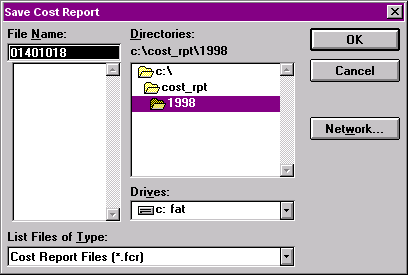 Save Cost Report
File Name:
01401018
Directories:
c:\cost_rpt\1998
c:\
cost_rpt
1998
OK
Cancel
Network...
Drives:
c: fat
List Files of Type:
Cost Report Files (*.fcr)